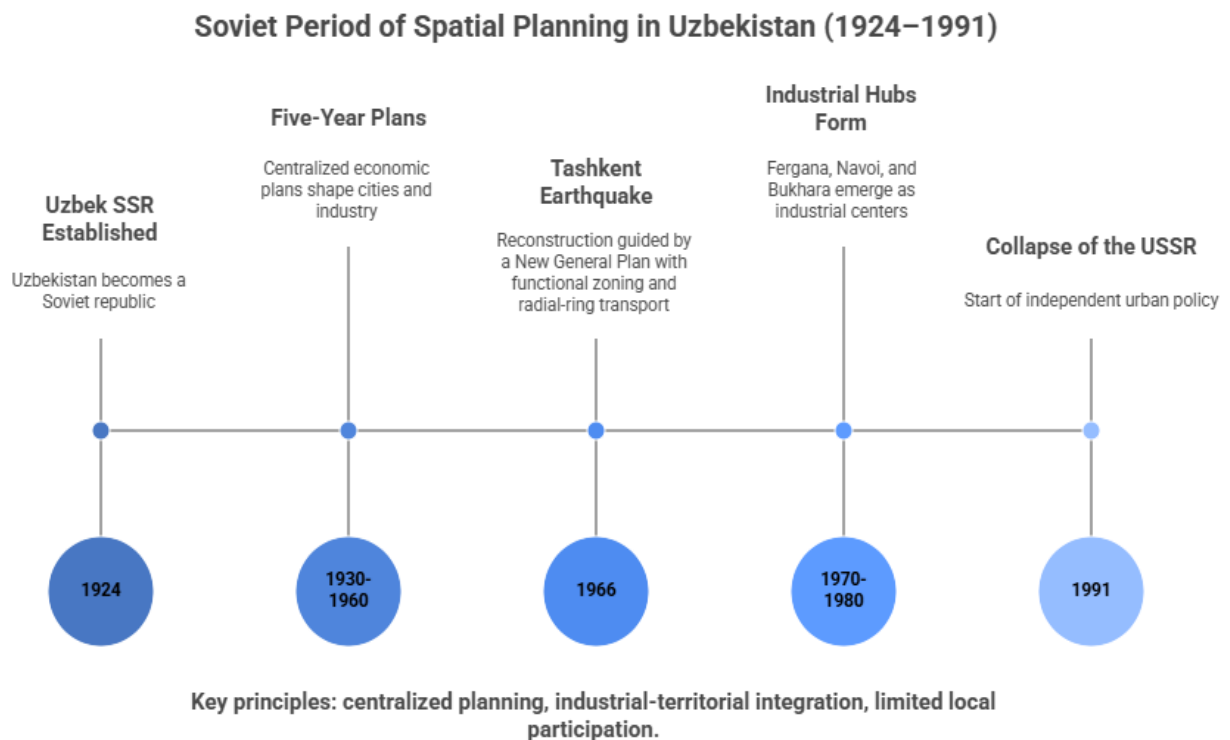 Soviet Period of Spatial Planning in Uzbekistan (1924–1991)
Uzbek SSR
Established
Uzbekistan becomes a
Soviet republic
Five-Year Plans
Centralized economic
plans shape cities and
industry
Tashkent
Earthquake
Reconstruction guided by
a New General Plan with
functional zoning and
radial-ring transport
Industrial Hubs
Form
Fergana, Navoi, and
Bukhara emerge as
industrial centers
Collapse of the USSR
Start of independent urban policy
1924
1930-
1960
1966
1970-
1980
1991
Key principles: centralized planning, industrial-territorial integration, limited local
participation.